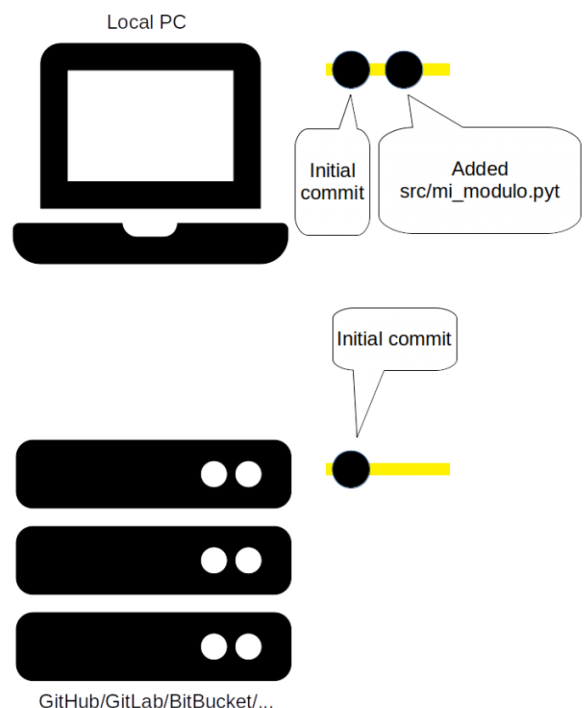 Local PC
Initial
commit
Added
src/mi_modulo.pyt
Initial commit
GitHub/GitLab/BitBucket/...